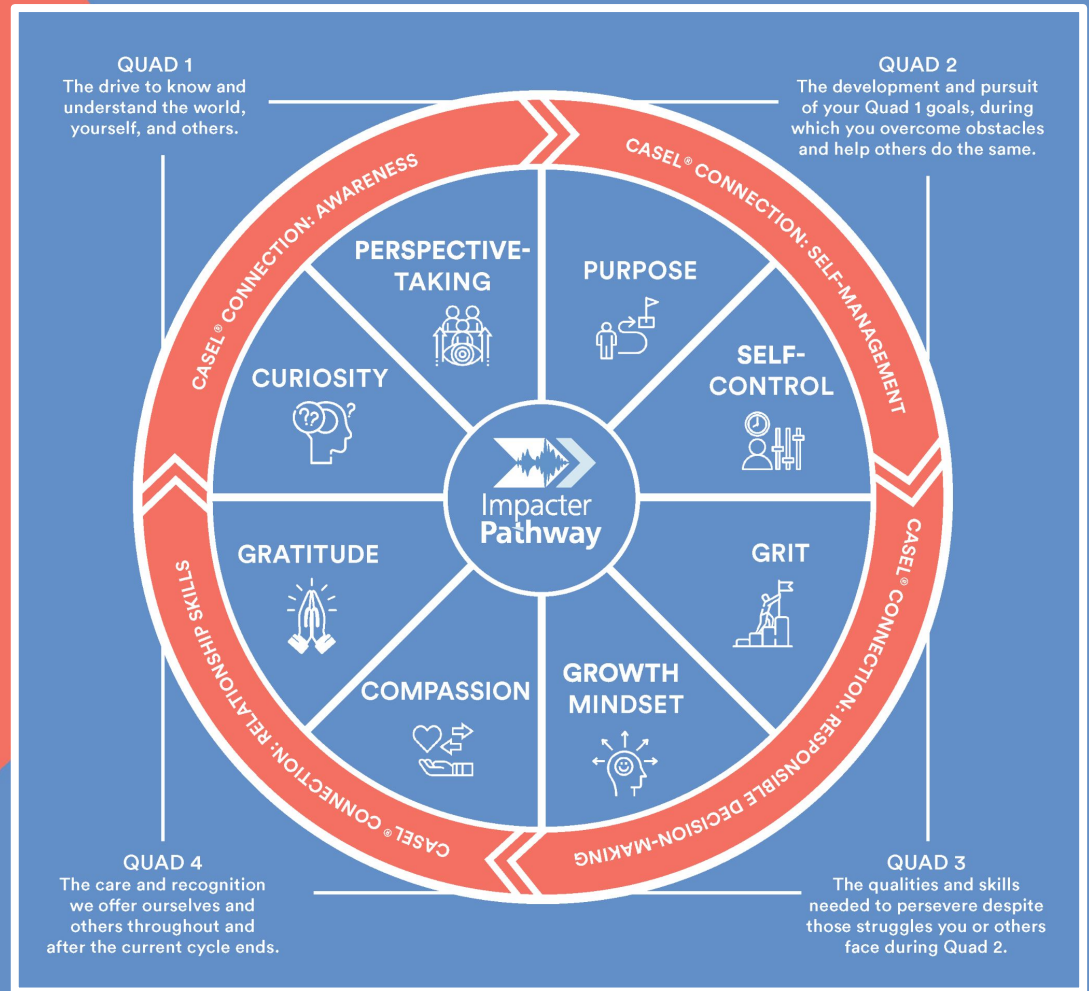 QUAD 1
The drive to know and
understand the world,
yourself, and others.
QUAD 2
The development and pursuit
of your Quad 1 goals, during
which you overcome obstacles
and help others do the same.
CASEL® CONNECTION: AWARENESS
CASEL® CONNECTION: SELF-MANAGEMENT
PERSPECTIVE-
TAKING
PURPOSE
CURIOSITY
??
?
SELF-
CONTROL
Impacter
Pathway
GRATITUDE
GRIT
COMPASSION
GROWTH
MINDSET
CASEL® CONNECTION: RELATIONSHIP SKILLS
CASEL® CONNECTION: RESPONSIBLE DECISION-MAKING
QUAD 4
The care and recognition
we offer ourselves and
others throughout and
after the current cycle ends.
QUAD 3
The qualities and skills
needed to persevere despite
those struggles you or others
face during Quad 2.